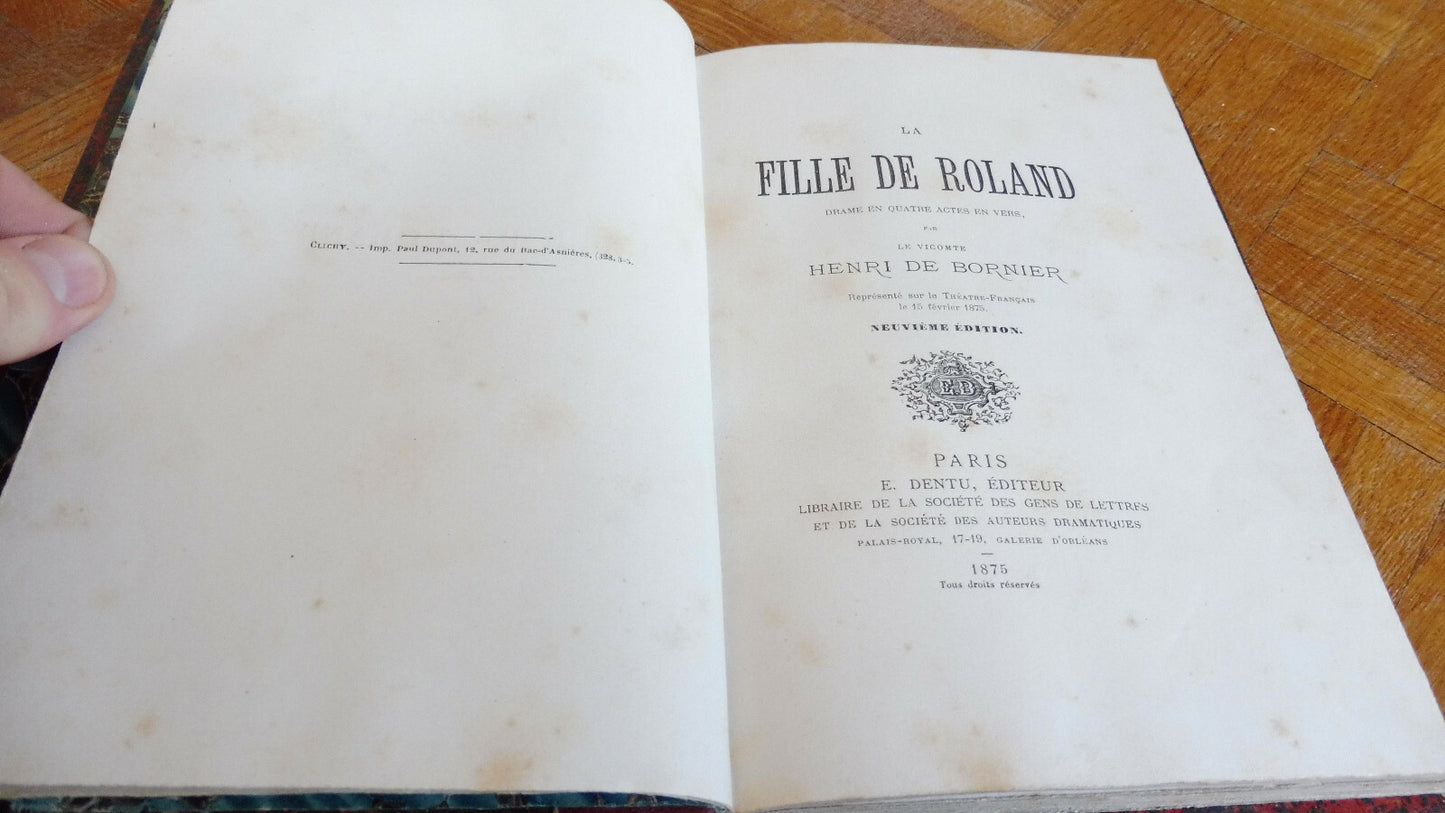 CLICHY. -- Imp. Paul Dupont, 12, rue du Bac-d'Asnières, (328, 3-5.
LA
FILLE DE ROLAND
DRAME EN QUATRE ACTES EN VERS,
PAR
LE VICOMTE
HENRI DE BORNIER
Représenté sur le THÉATRE-FRANÇAIS
le 15 février 1875.
NEUVIÈME ÉDITION.
E.D
PARIS
E. DENTU, ÉDITEUR
LIBRAIRE DE LA SOCIÉTÉ DES GENS DE LETTRES
ET DE LA SOCIÉTÉ DES AUTEURS DRAMATIQUES
PALAIS-ROYAL, 17-19, GALERIE D'ORLÉANS
1875
Tous droits réservés